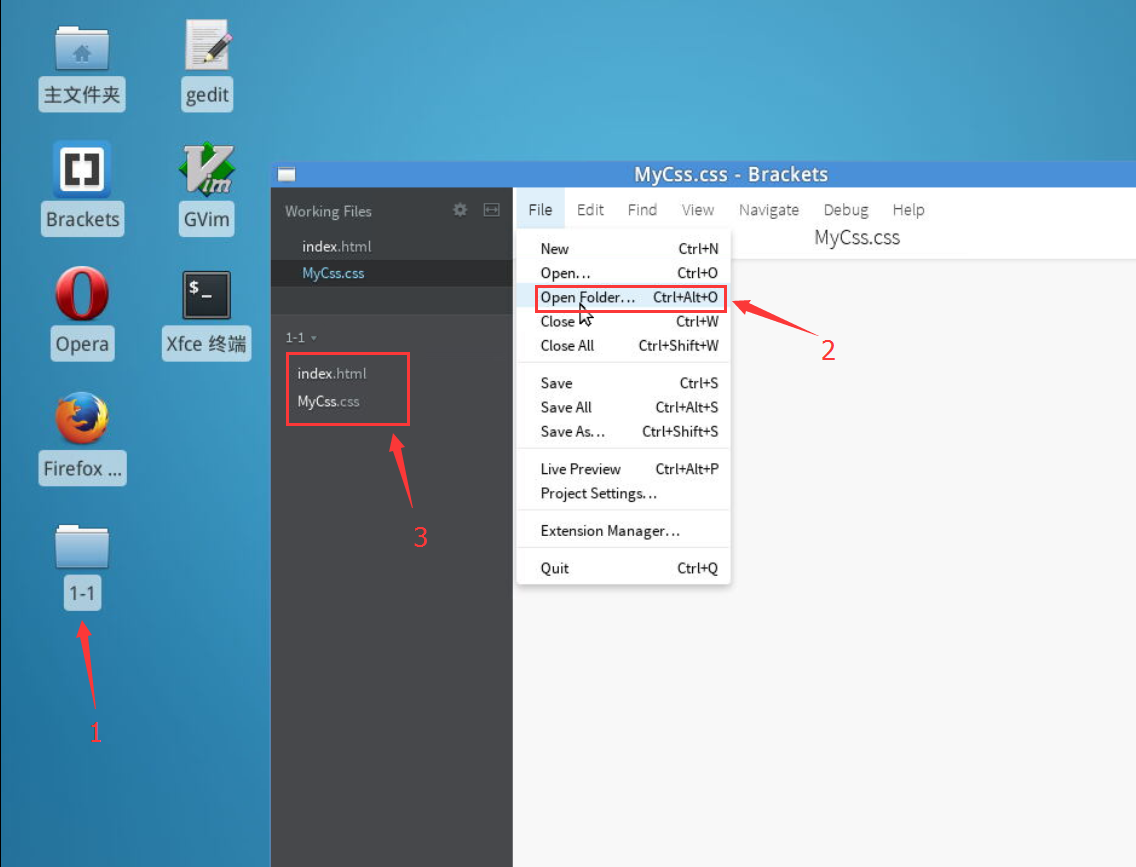 主文件夹
gedit
Brackets
GVim
Opera
Xfce 终端
Firefox ...
1-1
1
MyCss.css - Brackets
Working Files
index.html
MyCss.css
1-1
index.html
MyCss.css
3
File Edit Find View Navigate Debug Help
MyCss.css
New Ctrl+N
Open... Ctrl+O
Open Folder... Ctrl+Alt+O
Close Ctrl+W
Close All Ctrl+Shift+W
Save Ctrl+S
Save All Ctrl+Alt+S
Save As... Ctrl+Shift+S
Live Preview Ctrl+Alt+P
Project Settings...
Extension Manager...
Quit Ctrl+Q
2